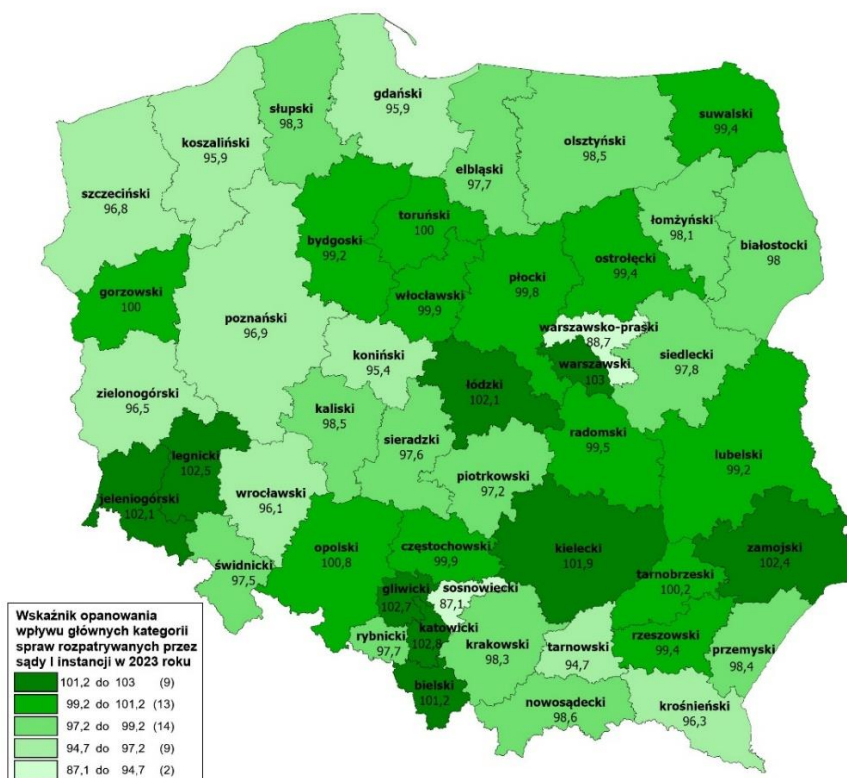 gdański
95,9
słupski
98,3
suwalski
99,4
koszaliński
95,9
olsztyński
98,5
elbląski
97,7
szczeciński
96,8
łomżyński
98,1
toruński
100
bydgoski
99,2
białostocki
98
ostrołęcki
99,4
płocki
99,8
gorzowski
100
włocławski
99,9
poznański
96,9
warszawsko-praski
88,7
koniński
95,4
siedlecki
97,8
warszawski
103
łódzki
102,1
zielonogórski
96,5
kaliski
98,5
sieradzki
97,6
radomski
99,5
lubelski
99,2
legnicki
102,5
piotrkowski
97,2
jeleniogórski
102,1
wrocławski
96,1
opolski
100,8
częstochowski
99,9
kielecki
101,9
zamojski
102,4
świdnicki
97,5
tarnobrzeski
100,2
gliwicki
102,7
sosnowiecki
87,1
katowicki
102,8
rybnicki
97,7
krakowski
98,3
tarnowski
94,7
rzeszowski
99,4
przemyski
98,4
bielski
101,2
nowosądecki
98,6
krośnieński
96,3
Wskaźnik opanowania
wpływu głównych kategorii
spraw rozpatrywanych przez
sądy I instancji w 2023 roku
101,2 do 103 (9)
99,2 do 101,2 (13)
97,2 do 99,2 (14)
94,7 do 97,2 (9)
87,1 do 94,7 (2)